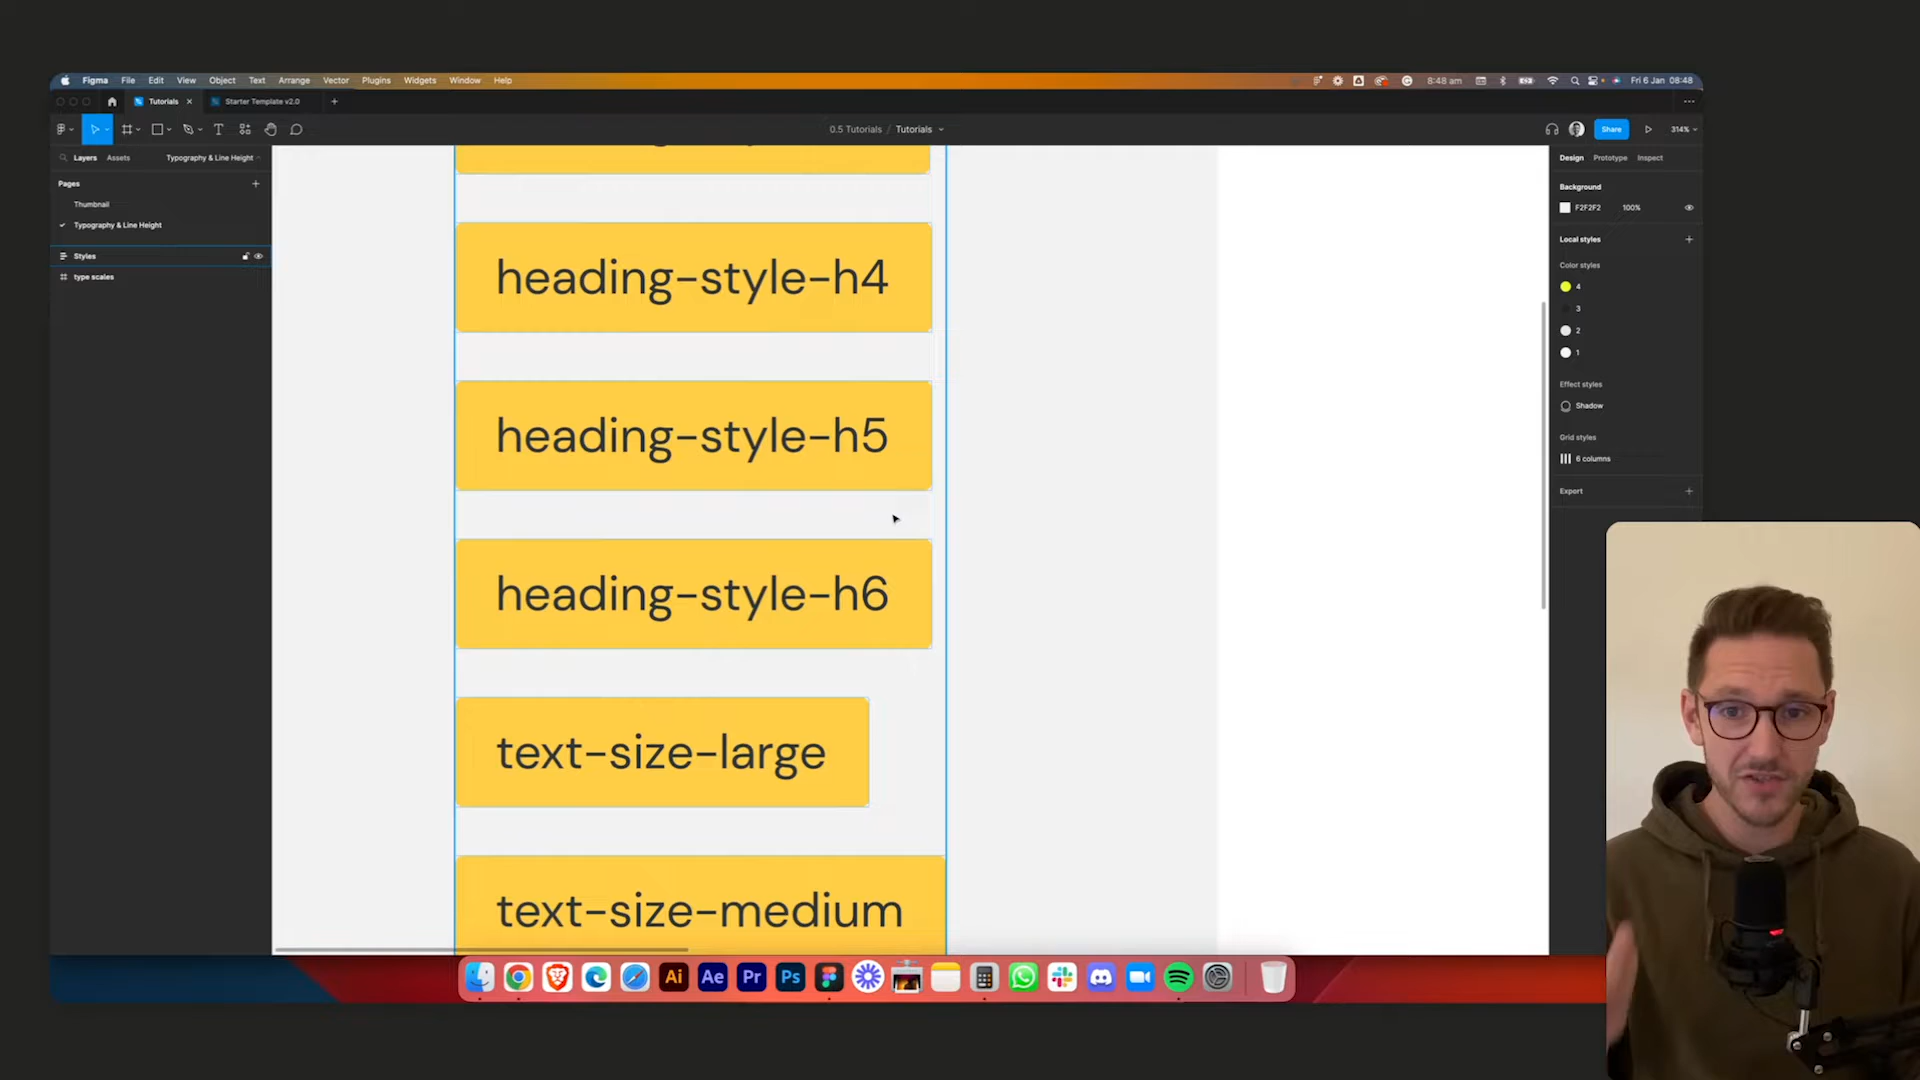 Figma File Edit View Object Text Arrange Vector Plugins Widgets Window Help 8:48 am Fri 6 Jan 08:48
Tutorials Starter Template v2.0
0.5 Tutorials / Tutorials Share 314%
Layers Assets Typography & Line Height
Pages
Thumbnail
Typography & Line Height
Styles
type scales
heading-style-h4
heading-style-h5
heading-style-h6
text-size-large
text-size-medium
Design Prototype Inspect
Background
F2F2F2 100%
Local styles
Color styles
4
3
2
1
Effect styles
Shadow
Grid styles
6 columns
Export
Ai Ae Pr Ps